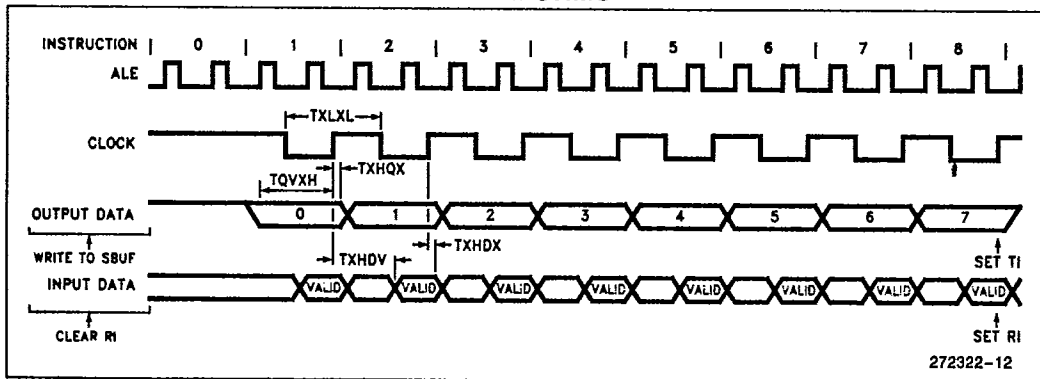 INSTRUCTION | 0 | 1 | 2 | 3 | 4 | 5 | 6 | 7 | 8 |
ALE
TXLXL
CLOCK
TQVXH
TXHQX
OUTPUT DATA 0 1 2 3 4 5 6 7
WRITE TO SBUF
TXHDV
TXHDX
SET TI
INPUT DATA VALID VALID VALID VALID VALID VALID VALID VALID
CLEAR RI
SET RI
272322-12